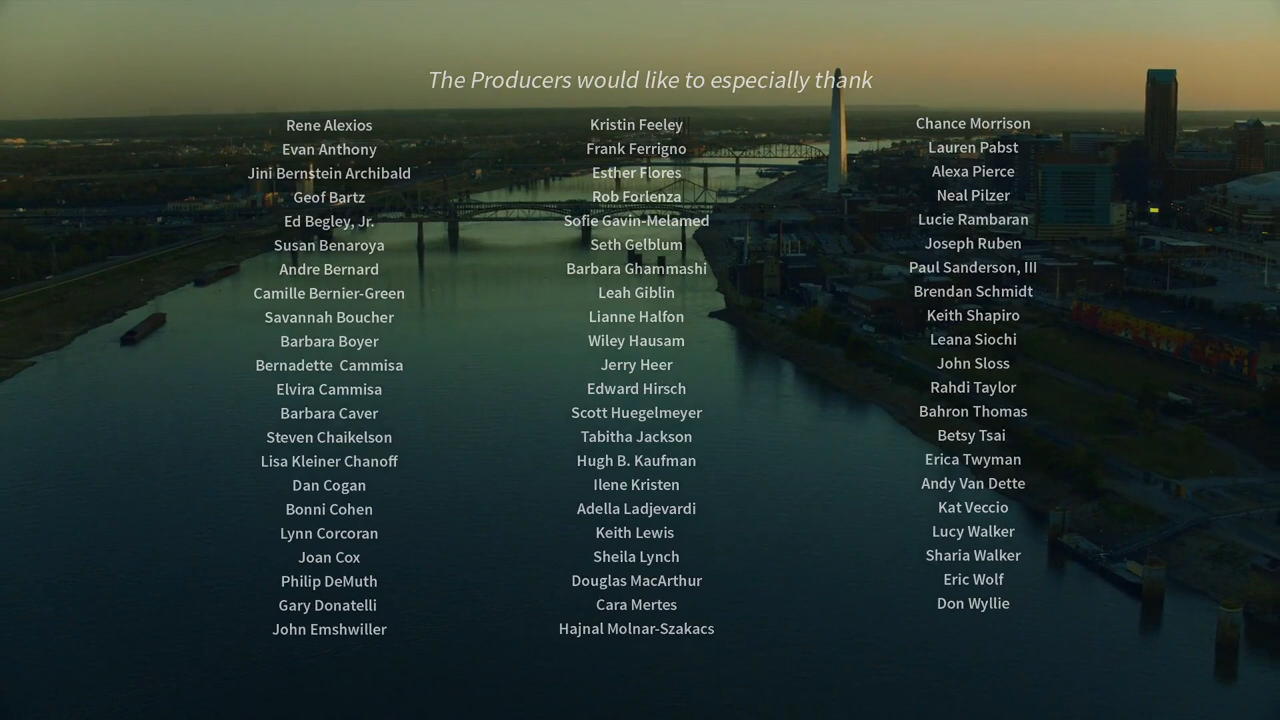 The Producers would like to especially thank
Rene Alexios
Evan Anthony
Jini Bernstein Archibald
Geof Bartz
Ed Begley, Jr.
Susan Benaroya
Andre Bernard
Camille Bernier-Green
Savannah Boucher
Barbara Boyer
Bernadette  Cammisa
Elvira Cammisa
Barbara Caver
Steven Chaikelson
Lisa Kleiner Chanoff
Dan Cogan
Bonni Cohen
Lynn Corcoran
Joan Cox
Philip DeMuth
Gary Donatelli
John Emshwiller
Kristin Feeley
Frank Ferrigno
Esther Flores
Rob Forlenza
Sofie Gavin-Melamed
Seth Gelblum
Barbara Ghammashi
Leah Giblin
Lianne Halfon
Wiley Hausam
Jerry Heer
Edward Hirsch
Scott Huegelmeyer
Tabitha Jackson
Hugh B. Kaufman
Ilene Kristen
Adella Ladjevardi
Keith Lewis
Sheila Lynch
Douglas MacArthur
Cara Mertes
Hajnal Molnar-Szakacs
Chance Morrison
Lauren Pabst
Alexa Pierce
Neal Pilzer
Lucie Rambaran
Joseph Ruben
Paul Sanderson, III
Brendan Schmidt
Keith Shapiro
Leana Siochi
John Sloss
Rahdi Taylor
Bahron Thomas
Betsy Tsai
Erica Twyman
Andy Van Dette
Kat Veccio
Lucy Walker
Sharia Walker
Eric Wolf
Don Wyllie